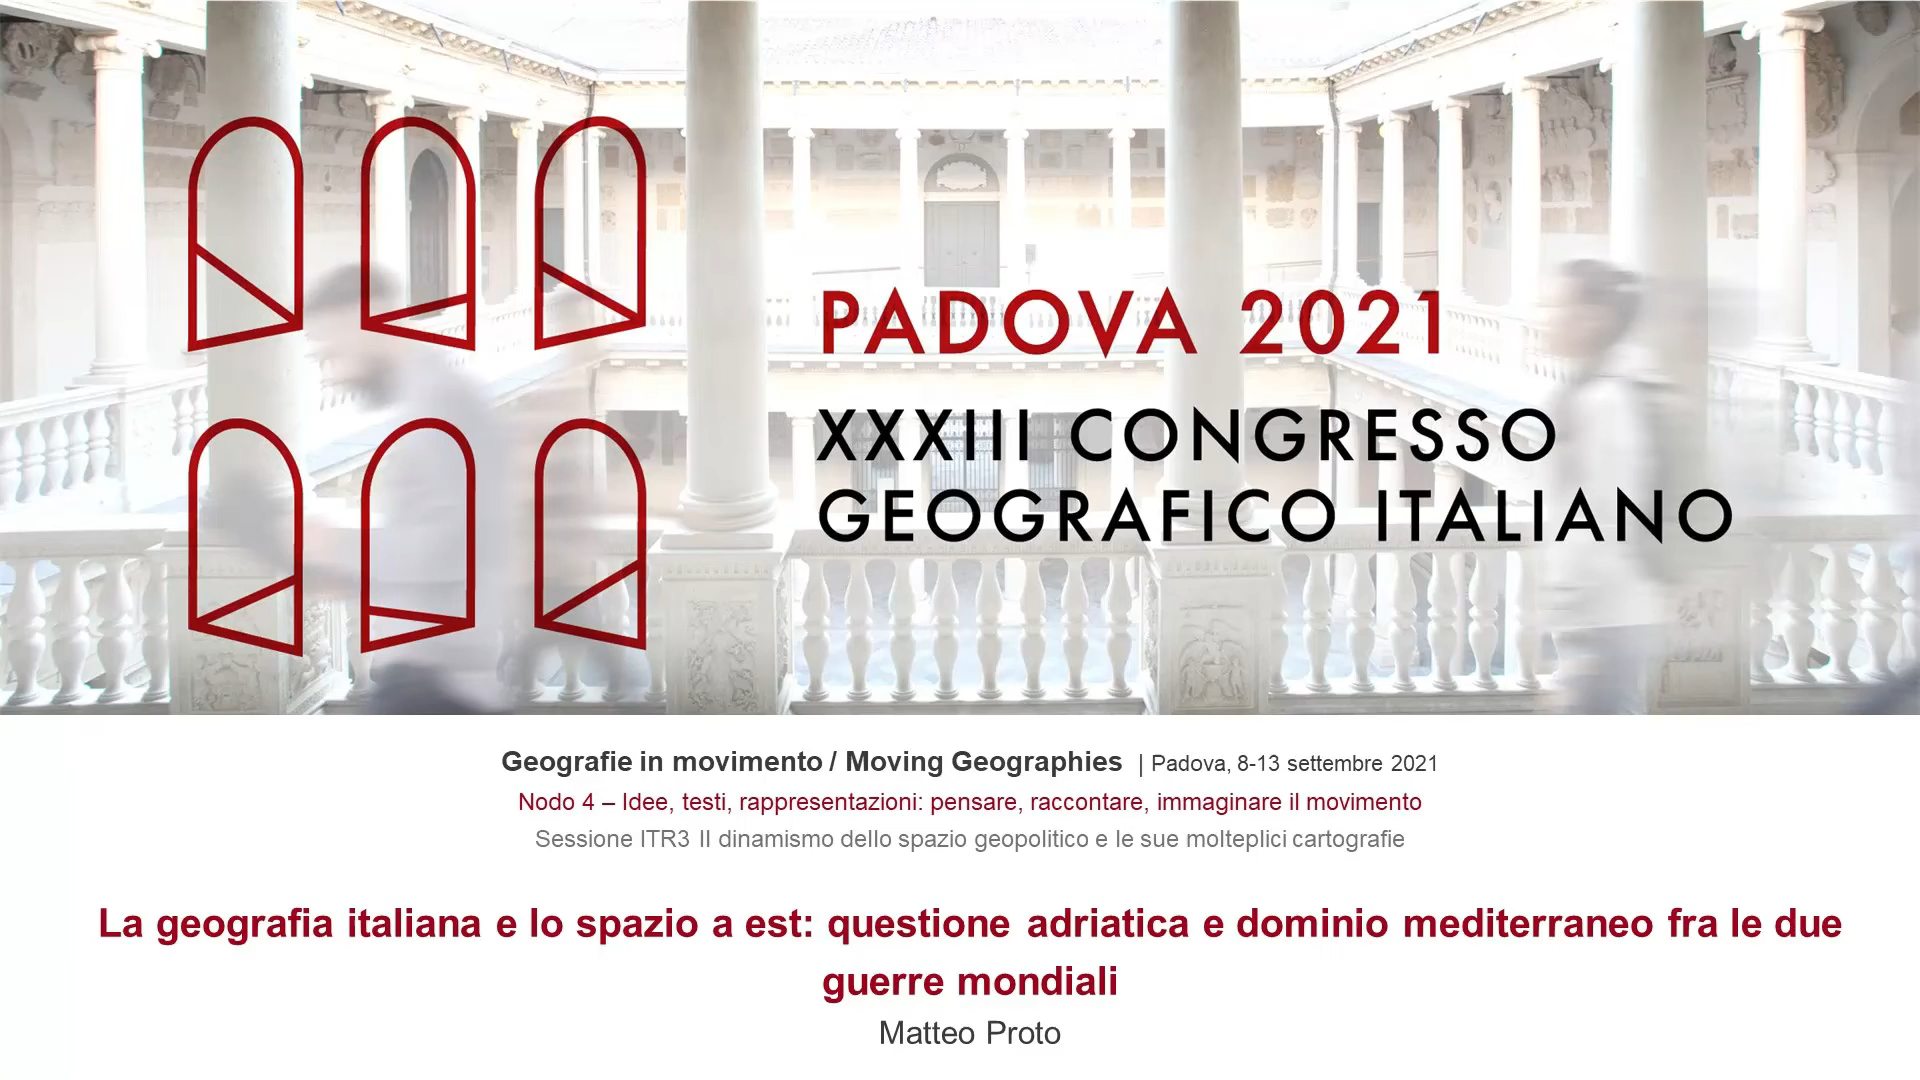 PADOVA 2021
XXXIII CONGRESSO
GEOGRAFICO ITALIANO
Geografie in movimento / Moving Geographies | Padova, 8-13 settembre 2021
Nodo 4 – Idee, testi, rappresentazioni: pensare, raccontare, immaginare il movimento
Sessione ITR3 Il dinamismo dello spazio geopolitico e le sue molteplici cartografie
La geografia italiana e lo spazio a est: questione adriatica e dominio mediterraneo fra le due
guerre mondiali
Matteo Proto